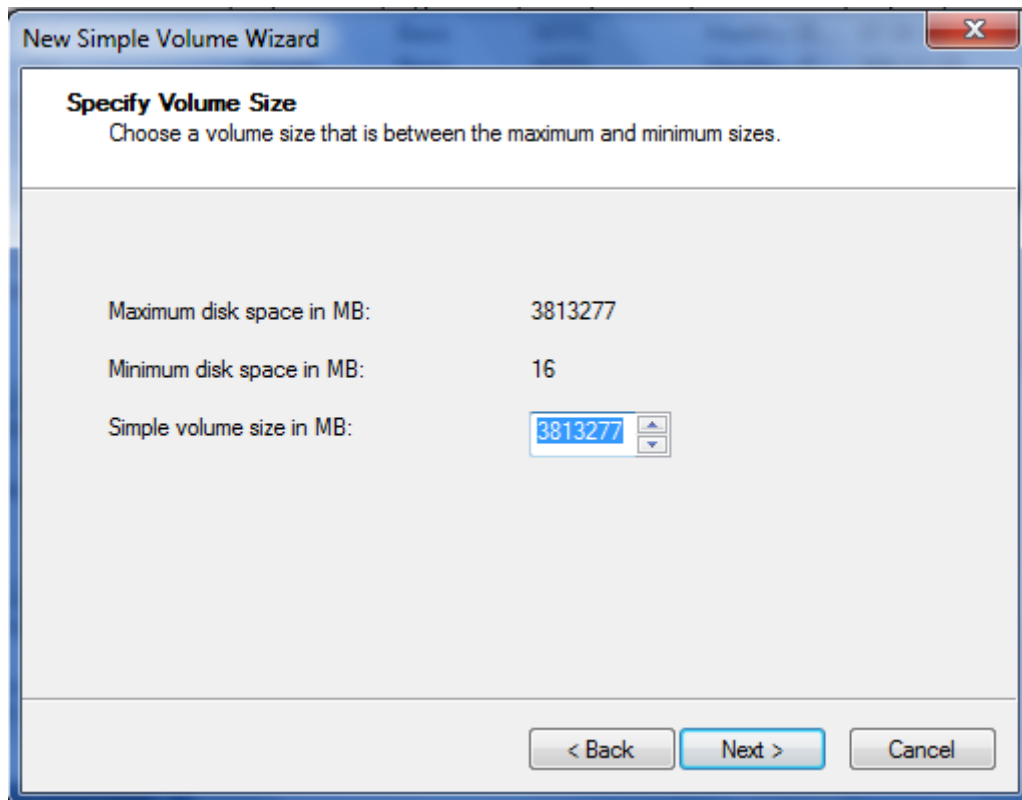 New Simple Volume Wizard
Specify Volume Size
Choose a volume size that is between the maximum and minimum sizes.
Maximum disk space in MB: 3813277
Minimum disk space in MB: 16
Simple volume size in MB: 3813277
< Back Next > Cancel